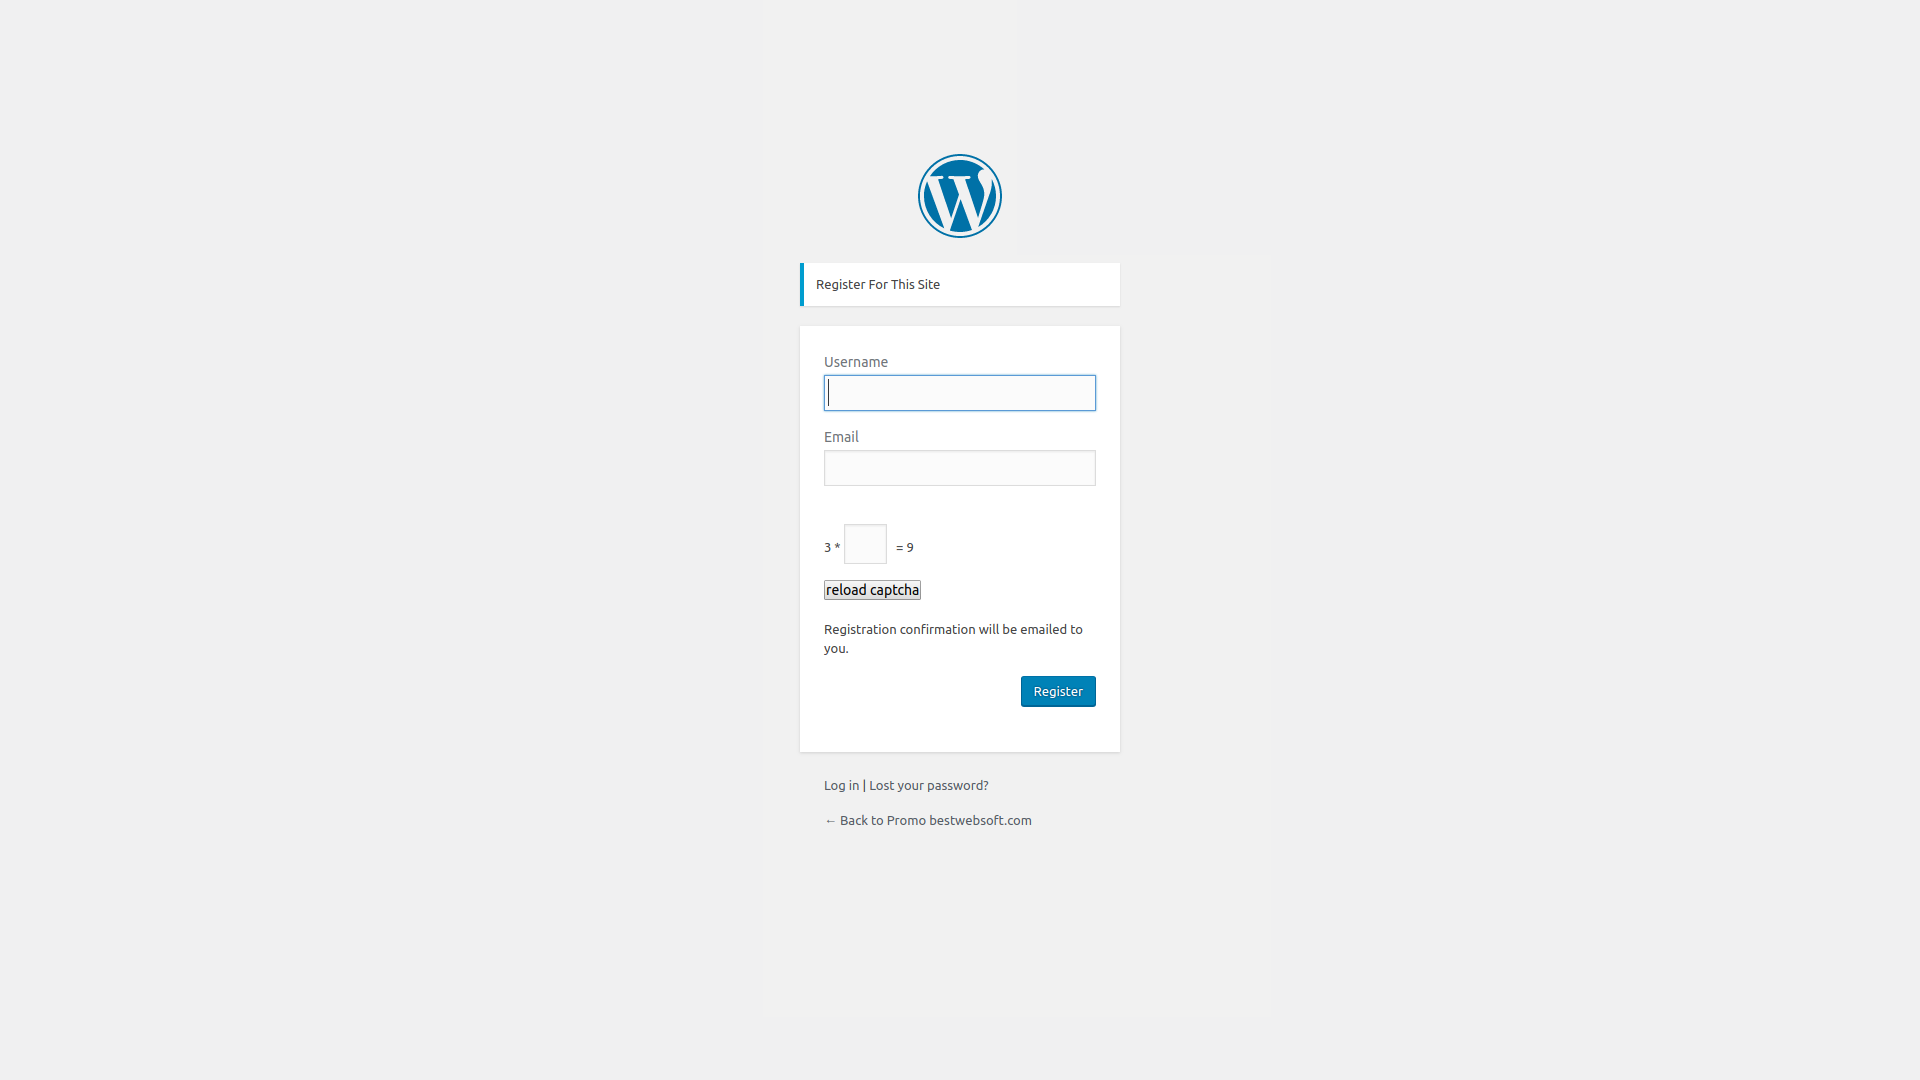 Register For This Site
Username
Email
3 * = 9
reload captcha
Registration confirmation will be emailed to
you.
Register
Log in | Lost your password?
← Back to Promo bestwebsoft.com